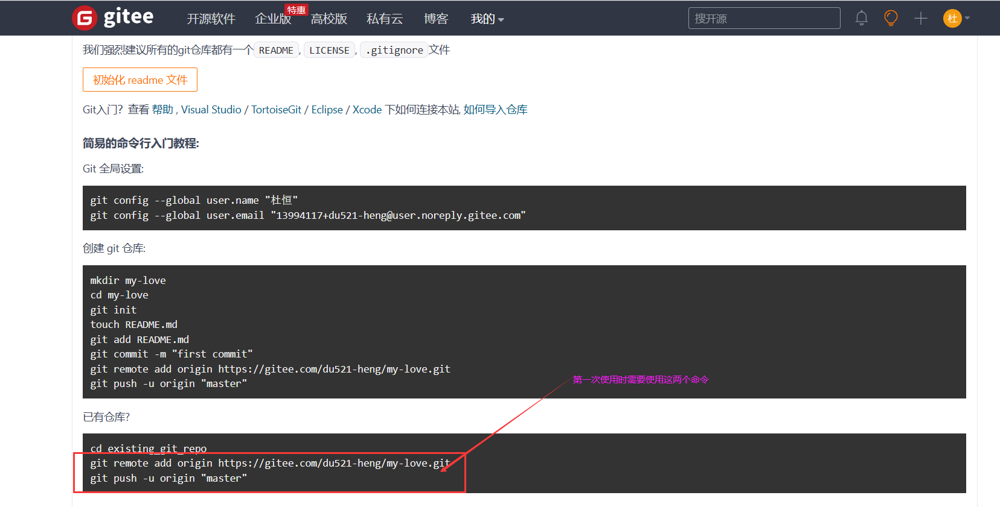 gitee 开源软件 企业版 特惠 高校版 私有云 博客 我的 搜开源 杜
我们强烈建议所有的git仓库都有一个 README, LICENSE, .gitignore 文件
初始化 readme 文件
Git入门？查看 帮助 , Visual Studio / TortoiseGit / Eclipse / Xcode 下如何连接本站, 如何导入仓库
简易的命令行入门教程:
Git 全局设置:
git config --global user.name "杜恒"
git config --global user.email "13994117+du521-heng@user.noreply.gitee.com"
创建 git 仓库:
mkdir my-love
cd my-love
git init
touch README.md
git add README.md
git commit -m "first commit"
git remote add origin https://gitee.com/du521-heng/my-love.git
git push -u origin "master"
第一次使用时需要使用这两个命令
已有仓库?
cd existing_git_repo
git remote add origin https://gitee.com/du521-heng/my-love.git
git push -u origin "master"